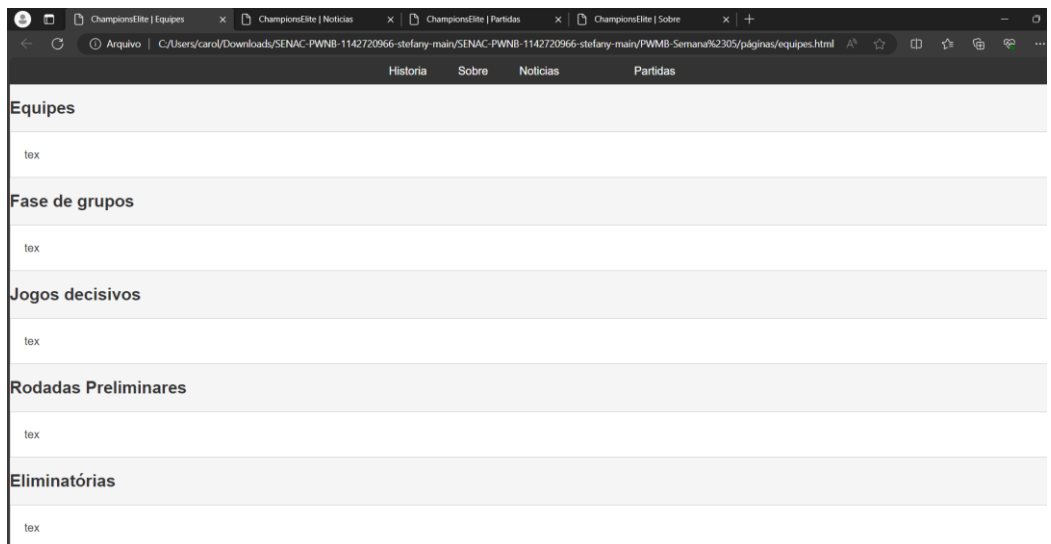 ChampionsElite | Equipes
ChampionsElite | Noticias
ChampionsElite | Partidas
ChampionsElite | Sobre
Arquivo
C:/Users/carol/Downloads/SENAC-PWNB-1142720966-stefany-main/SENAC-PWNB-1142720966-stefany-main/PWMB-Semana%2305/páginas/equipes.html
Historia Sobre Noticias Partidas
Equipes
tex
Fase de grupos
tex
Jogos decisivos
tex
Rodadas Preliminares
tex
Eliminatórias
tex